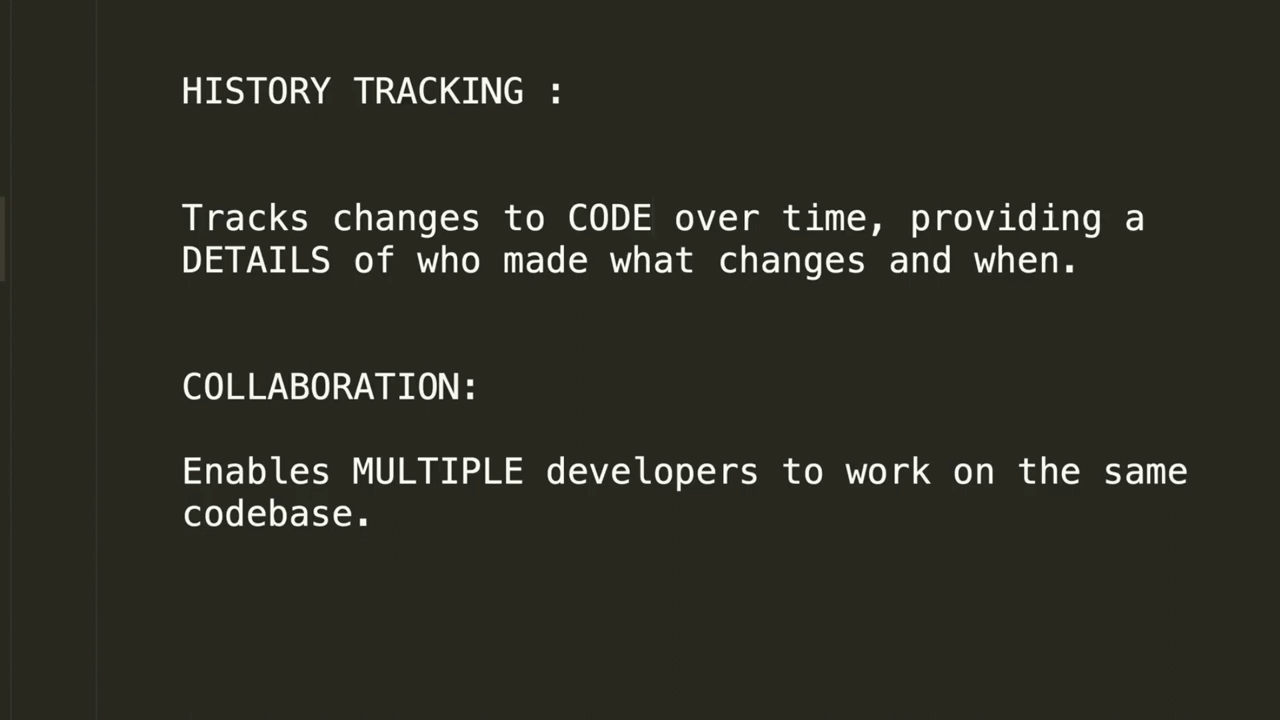 HISTORY TRACKING :
Tracks changes to CODE over time, providing a
DETAILS of who made what changes and when.
COLLABORATION:
Enables MULTIPLE developers to work on the same
codebase.